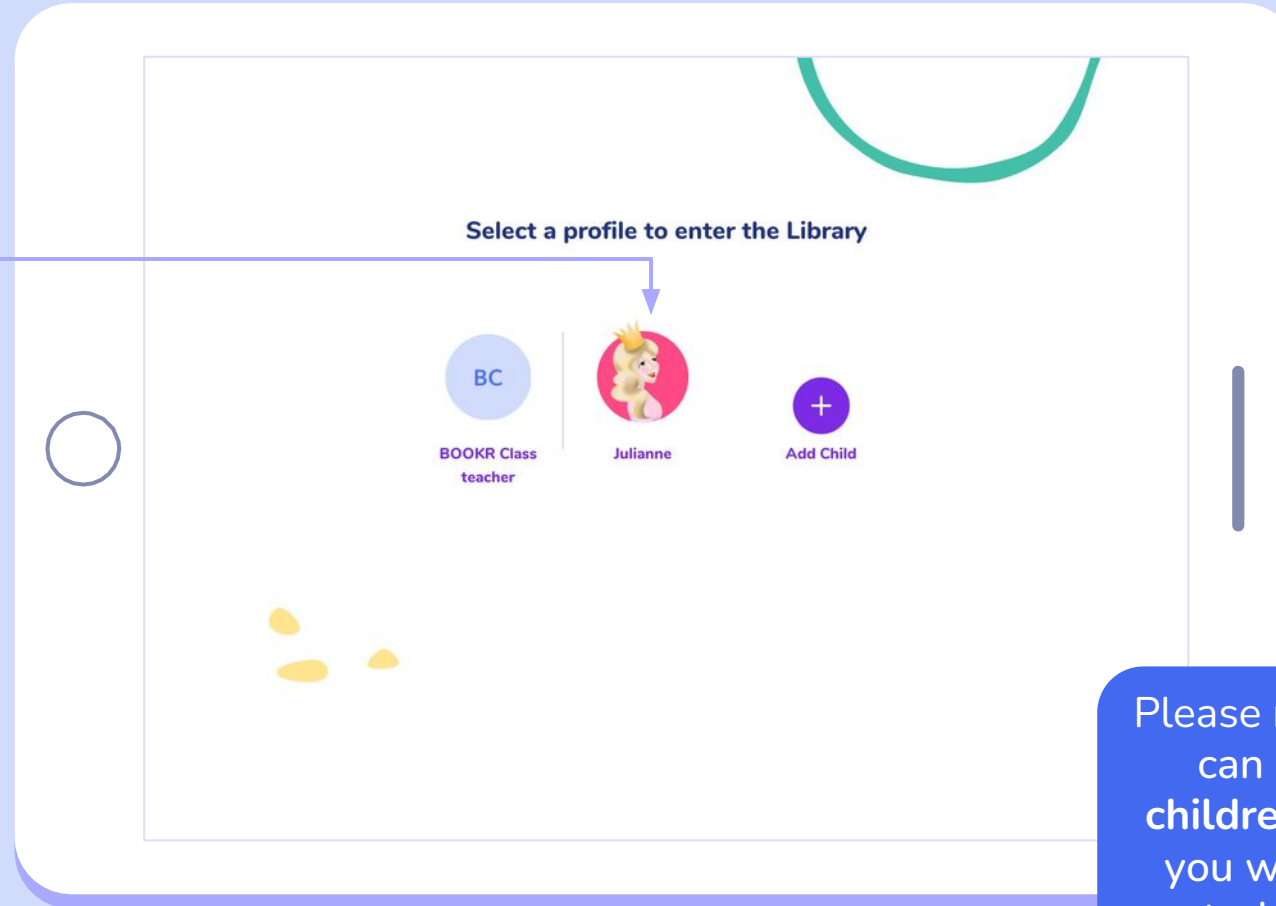 Select a profile to enter the Library
BC
BOOKR Class
teacher
Julianne
Add Child
Please
can
childre
you w